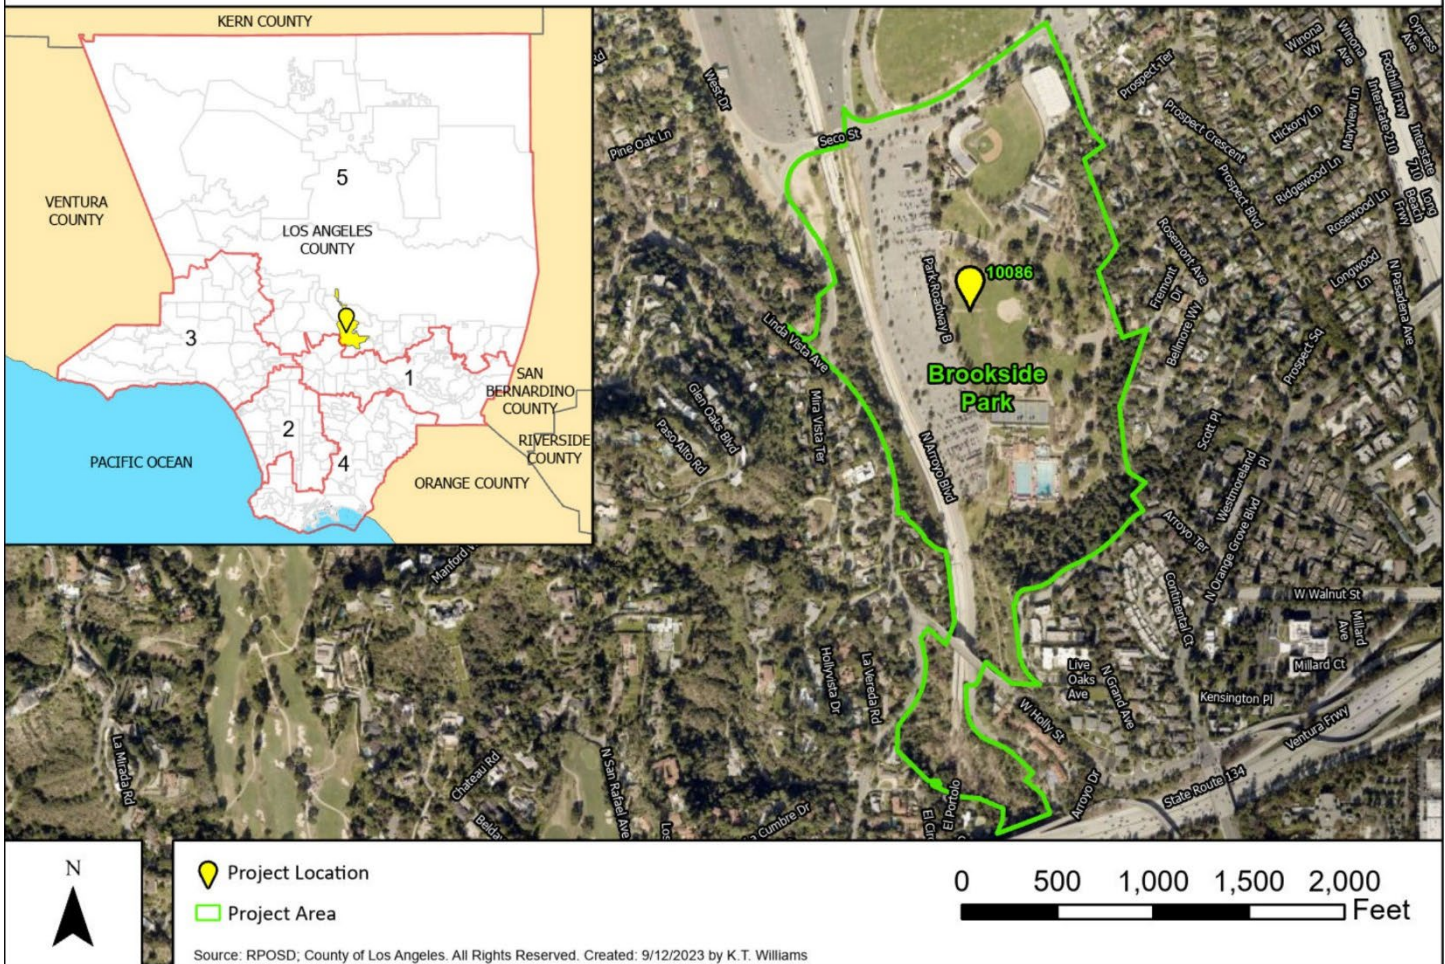 KERN COUNTY
VENTURA
COUNTY
5
LOS ANGELES
COUNTY
3
1
SAN
BERNARDINO
COUNTY
2
RIVERSIDE
COUNTY
4
PACIFIC OCEAN
ORANGE COUNTY
Rd
West Dr
Pine Oak Ln
Seco St
Prospect Ter
Winona
Wy
Winona
Ave
Cypress
Ave
Foothill Frwy
Interstate 210
Mayview Ln
Hickory Ln
Interstate
710
Long
Beach
Frwy
Prospect Crescent
Prospect Blvd
Ridgewood Ln
Rosewood Ln
Longwood
Ln
N Pasadena Ave
Rosemont Ave
Fremont
Dr
Bellmore Wy
Prospect Sq
Park Roadway B
10086
Linda Vista Ave
Brookside
Park
Glen Oaks Blvd
Paso Alto Rd
Mira Vista Ter
N Arroyo Blvd
Scott Pl
Westmoreland
Pl
N Orange Grove Blvd
Arroyo Ter
Continental Ct
W Walnut St
Millard
Ave
Millard Ct
Kensington Pl
Live
Oaks
Ave
N Grand Ave
W Holly St
Hollyvista Dr
La Vereda Rd
La Mirada Rd
Chateau Rd
N San Rafael Ave
Cumbre Dr
El Portolo
Arroyo Dr
State Route 134
Ventura Frwy
N
Project Location
Project Area
0 500 1,000 1,500 2,000
Feet
Source: RPOSD; County of Los Angeles. All Rights Reserved. Created: 9/12/2023 by K.T. Williams